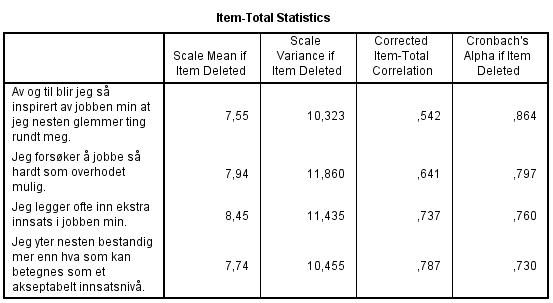 Item-Total Statistics
Scale Mean if
Item Deleted
Scale
Variance if
Item Deleted
Corrected
Item-Total
Correlation
Cronbach's
Alpha if Item
Deleted
Av og til blir jeg så
inspirert av jobben min at
jeg nesten glemmer ting
rundt meg.
7,55 10,323 ,542 ,864
Jeg forsøker å jobbe så
hardt som overhodet
mulig.
7,94 11,860 ,641 ,797
Jeg legger ofte inn ekstra
innsats i jobben min.
8,45 11,435 ,737 ,760
Jeg yter nesten bestandig
mer enn hva som kan
betegnes som et
akseptabelt innsatsnivå.
7,74 10,455 ,787 ,730